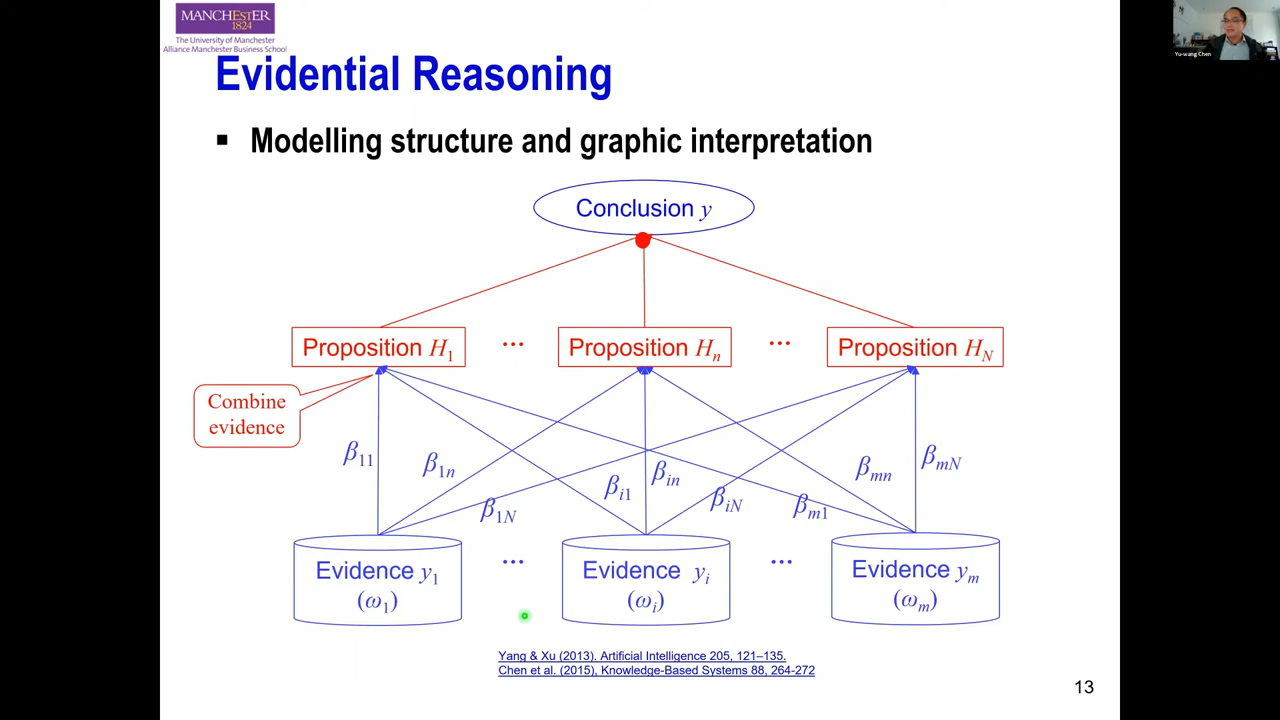 MANCHESTER
1824
The University of Manchester
Alliance Manchester Business School
Yu-wang Chen
Evidential Reasoning
▪ Modelling structure and graphic interpretation
Conclusion y
Proposition H1 ... Proposition Hn ... Proposition HN
Combine
evidence
β11 β1n β1N βi1 βin βiN βm1 βmn βmN
Evidence y1 ... Evidence yi ... Evidence ym
(ω1) (ωi) (ωm)
Yang & Xu (2013). Artificial Intelligence 205, 121–135.
Chen et al. (2015), Knowledge-Based Systems 88, 264-272
13